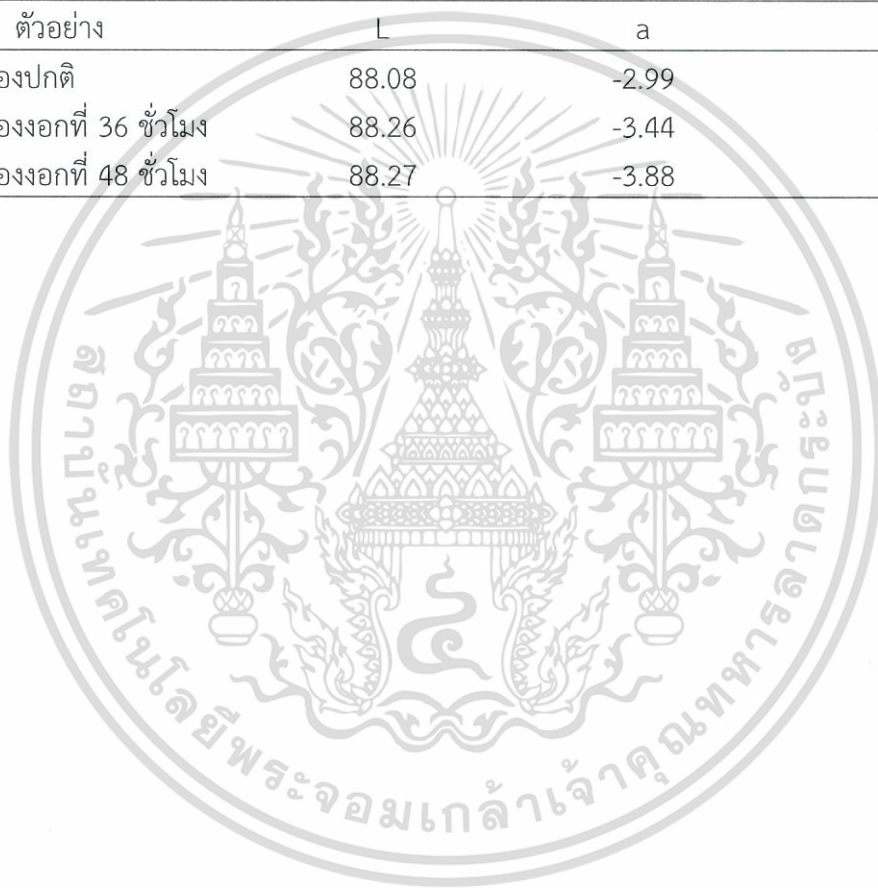 ตัวอย่าง L a
องปกติ 88.08 -2.99
องงอกที่ 36 ชั่วโมง 88.26 -3.44
องงอกที่ 48 ชั่วโมง 88.27 -3.88
สถาบันเทคโนโลยีพระจอมเกล้าเจ้าคุณทหารลาดกระบัง